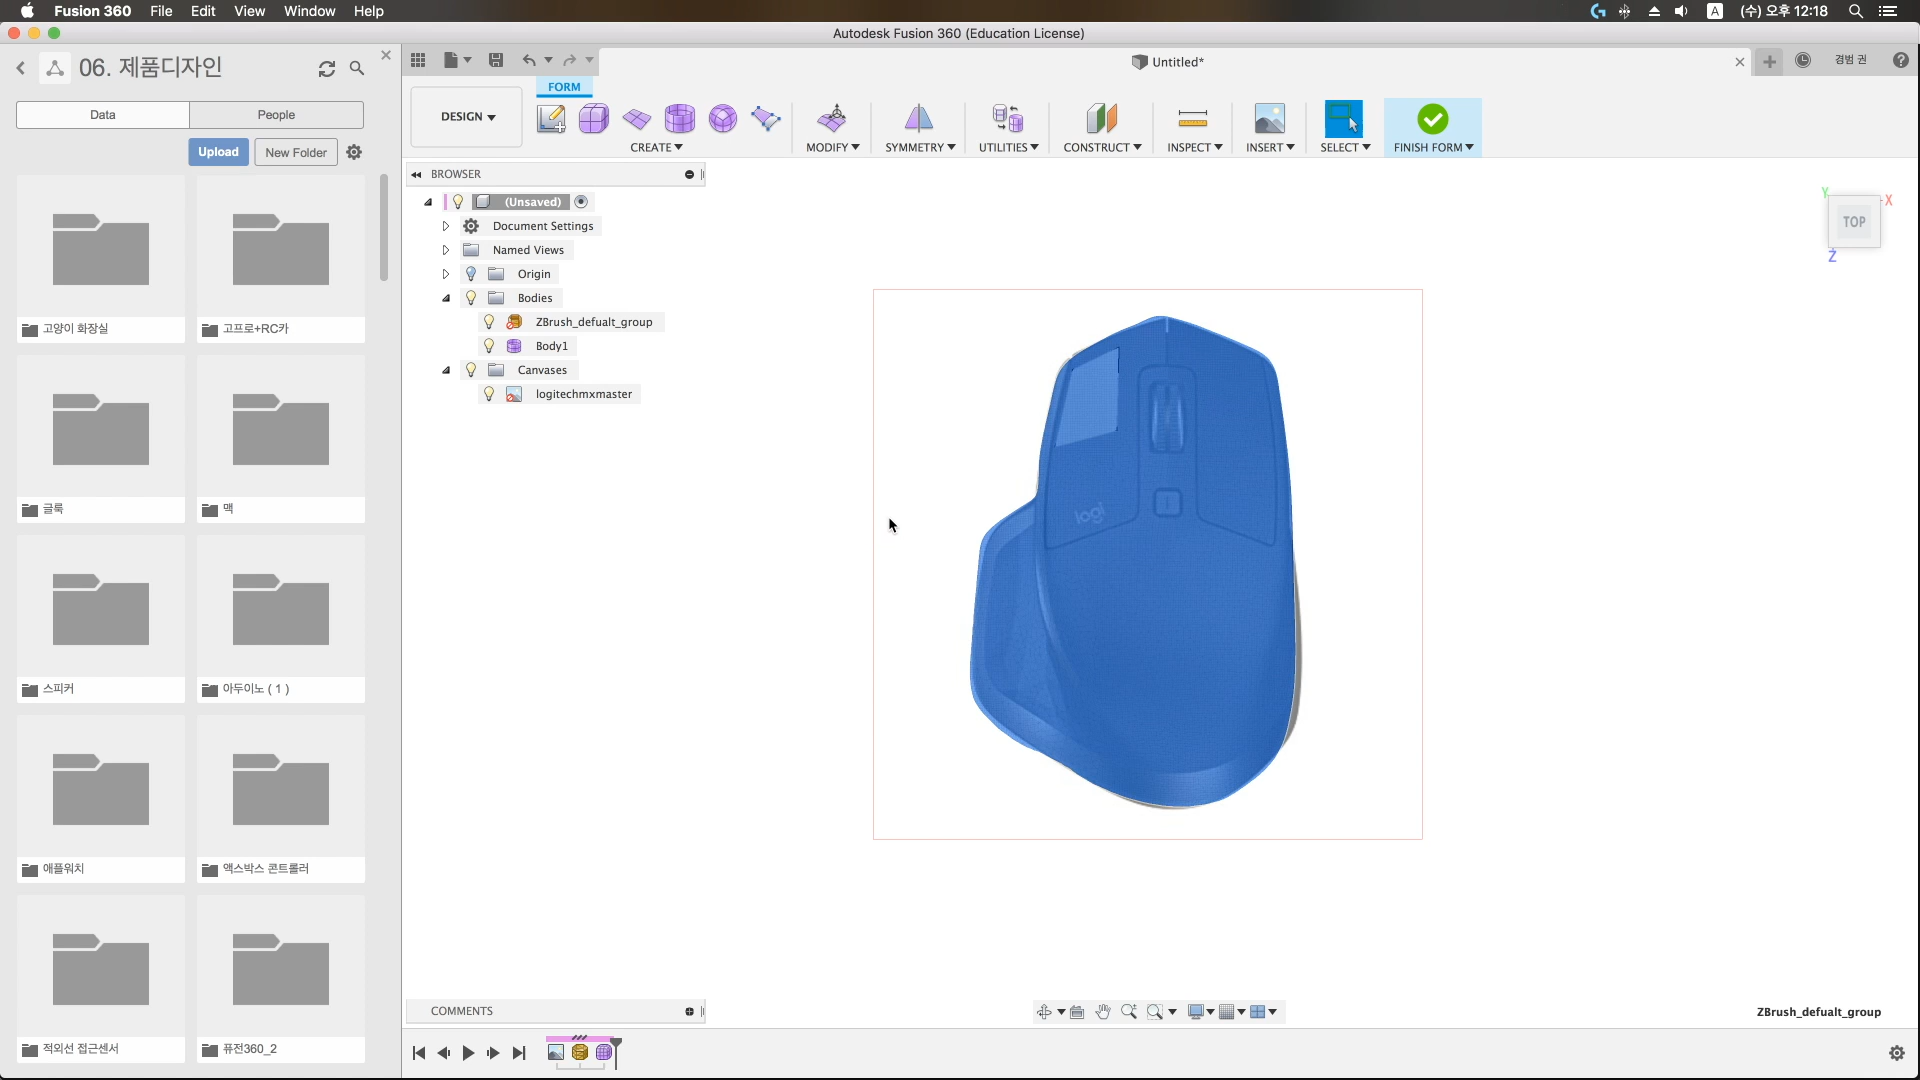 Fusion 360 File Edit View Window Help
A (수) 오후 12:18
Autodesk Fusion 360 (Education License)
06. 제품디자인
Untitled*
경범 권
Data People
FORM
DESIGN
CREATE MODIFY SYMMETRY UTILITIES CONSTRUCT INSPECT INSERT SELECT FINISH FORM
Upload New Folder
BROWSER
(Unsaved)
Document Settings
Named Views
Origin
Bodies
ZBrush_defualt_group
Body1
Canvases
logitechmxmaster
Y
X
TOP
Z
logi
고양이 화장실 고프로+RC카
글룩 맥
스피커 아두이노 ( 1 )
애플워치 엑스박스 콘트롤러
적외선 접근센서 퓨전360_2
COMMENTS
ZBrush_defualt_group